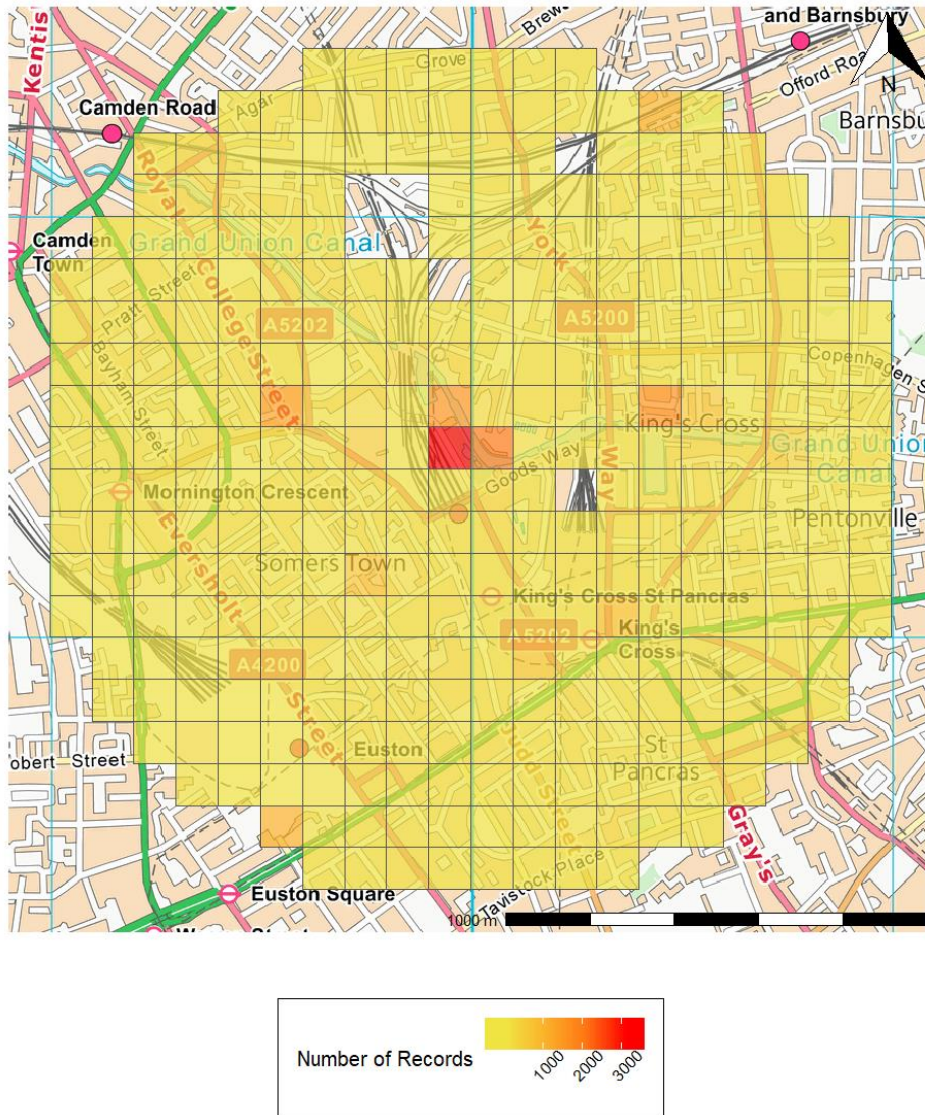 and Barnsbury
Brew
Kentis
Grove
Offord Roa
N
Agar
Camden Road
Barnsbu
Royal College Street
York Way
Camden
Town
Grand Union Canal
Pratt Street
A5202
A5200
Bayham Street
Copenhagen S
King's Cross
Grand Union
Canal
Goods Way
Mornington Crescent
Pentonville
Eversholt Street
Somers Town
King's Cross St Pancras
A5202
King's
Cross
A4200
Euston
Judd Street
St
Pancras
obert Street
Gray's
Tavistock Place
Euston Square
1000 m
Number of Records
1000
2000
3000